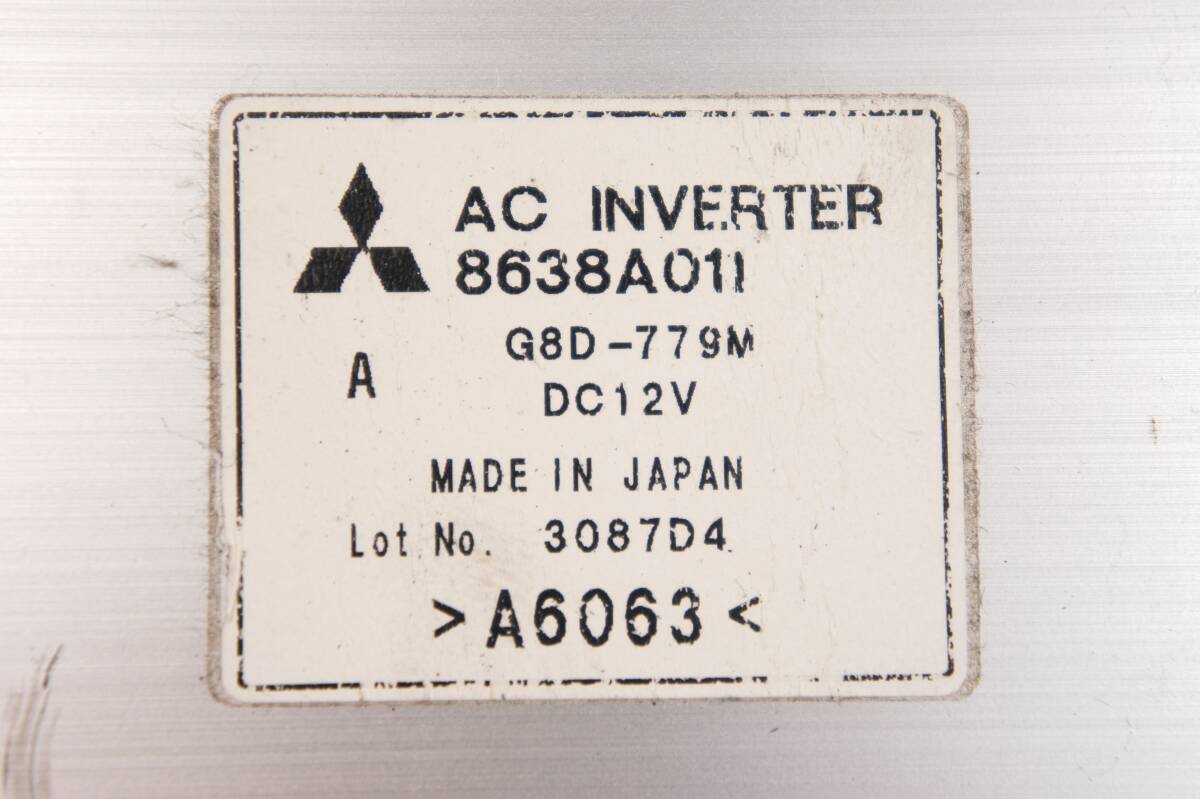 AC INVERTER
8638A011
G8D-779M
A
DC12V
MADE IN JAPAN
Lot No. 3087D4
>A6063<